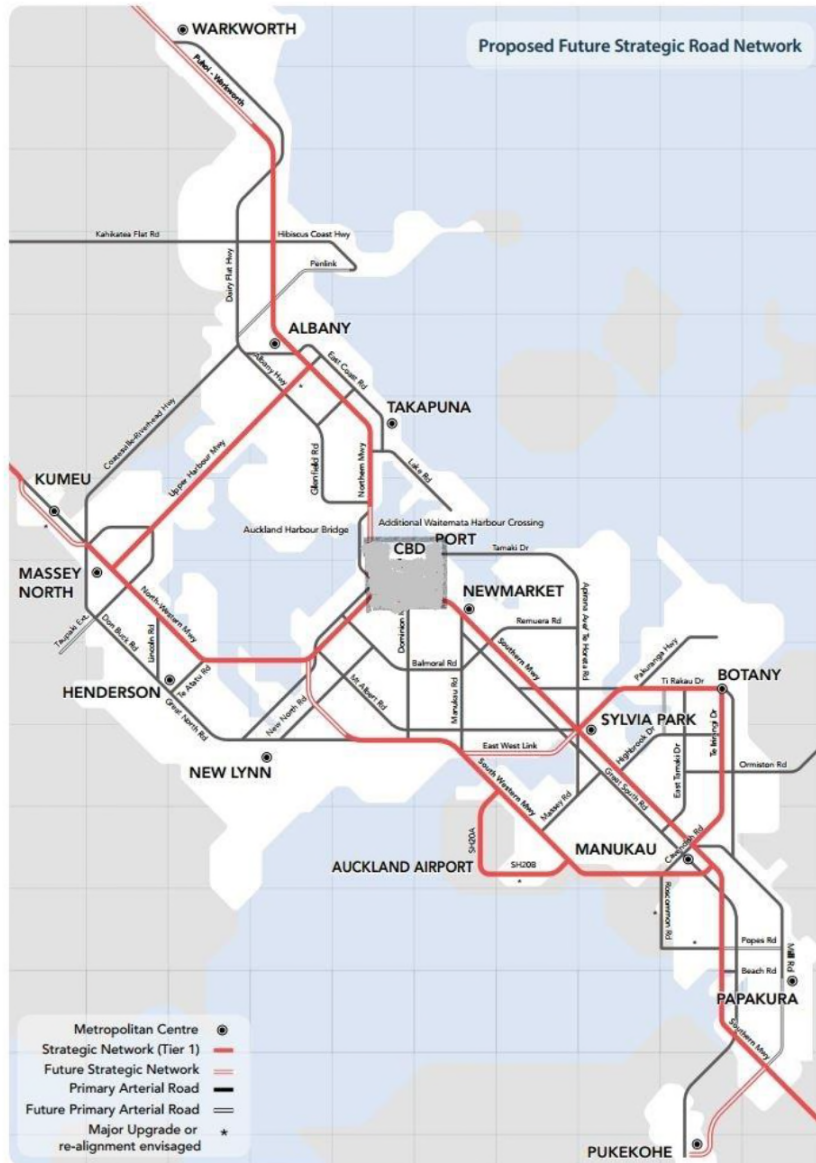 WARKWORTH
Proposed Future Strategic Road Network
Puhoi - Warkworth
Kahikatea Flat Rd
Hibiscus Coast Hwy
Penlink
Dairy Flat Hwy
ALBANY
East Coast Rd
Albany Hwy
*
TAKAPUNA
Coatesville-Riverhead Hwy
Upper Harbour Mwy
Glenfield Rd
Northern Mwy
Lake Rd
KUMEU
*
Auckland Harbour Bridge
Additional Waitemata Harbour Crossing
PORT
CBD
Tamaki Dr
MASSEY
NORTH
North-Western Mwy
NEWMARKET
Taupaki Ext.
Don Buck Rd
Lincoln Rd
Te Atatu Rd
Dominion
Remuera Rd
Southern Mwy
Pakuranga Hwy
Balmoral Rd
HENDERSON
Great North Rd
New North Rd
Mt Albert Rd
Manukau Rd
Ti Rakau Dr
BOTANY
SYLVIA PARK
Te Irirangi Dr
East West Link
Highbrook Dr
NEW LYNN
South Western Mwy
Great South Rd
East Tamaki Dr
Ormiston Rd
Massey Rd
SH20A
MANUKAU
Cavendish Rd
AUCKLAND AIRPORT
SH20B
*
Roscommon Rd
*
*
Popes Rd
Mill Rd
Beach Rd
PAPAKURA
Southern Mwy
Metropolitan Centre
Strategic Network (Tier 1)
Future Strategic Network
Primary Arterial Road
Future Primary Arterial Road
Major Upgrade or *
re-alignment envisaged
PUKEKOHE